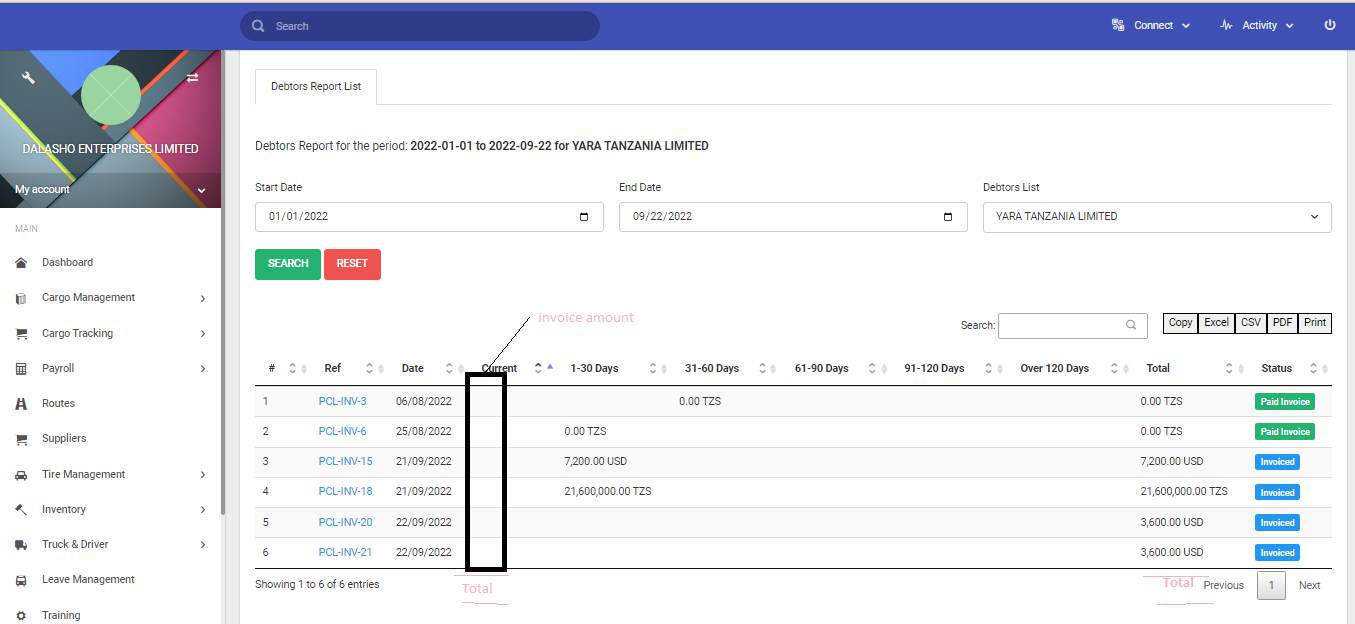 Search
Connect
Activity
DALASHO ENTERPRISES LIMITED
My account
MAIN
Dashboard
Cargo Management
Cargo Tracking
Payroll
Routes
Suppliers
Tire Management
Inventory
Truck & Driver
Leave Management
Training
Debtors Report List
Debtors Report for the period: 2022-01-01 to 2022-09-22 for YARA TANZANIA LIMITED
Start Date End Date Debtors List
01/01/2022 09/22/2022 YARA TANZANIA LIMITED
SEARCH RESET
invoice amount
Search: Copy Excel CSV PDF Print
# Ref Date Current 1-30 Days 31-60 Days 61-90 Days 91-120 Days Over 120 Days Total Status
1 PCL-INV-3 06/08/2022 0.00 TZS 0.00 TZS Paid Invoice
2 PCL-INV-6 25/08/2022 0.00 TZS 0.00 TZS Paid Invoice
3 PCL-INV-15 21/09/2022 7,200.00 USD 7,200.00 USD Invoiced
4 PCL-INV-18 21/09/2022 21,600,000.00 TZS 21,600,000.00 TZS Invoiced
5 PCL-INV-20 22/09/2022 3,600.00 USD Invoiced
6 PCL-INV-21 22/09/2022 3,600.00 USD Invoiced
Showing 1 to 6 of 6 entries Total Total Previous 1 Next